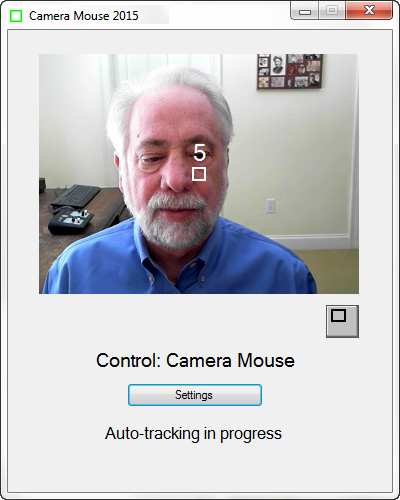 Camera Mouse 2015
5
Control: Camera Mouse
Settings
Auto-tracking in progress